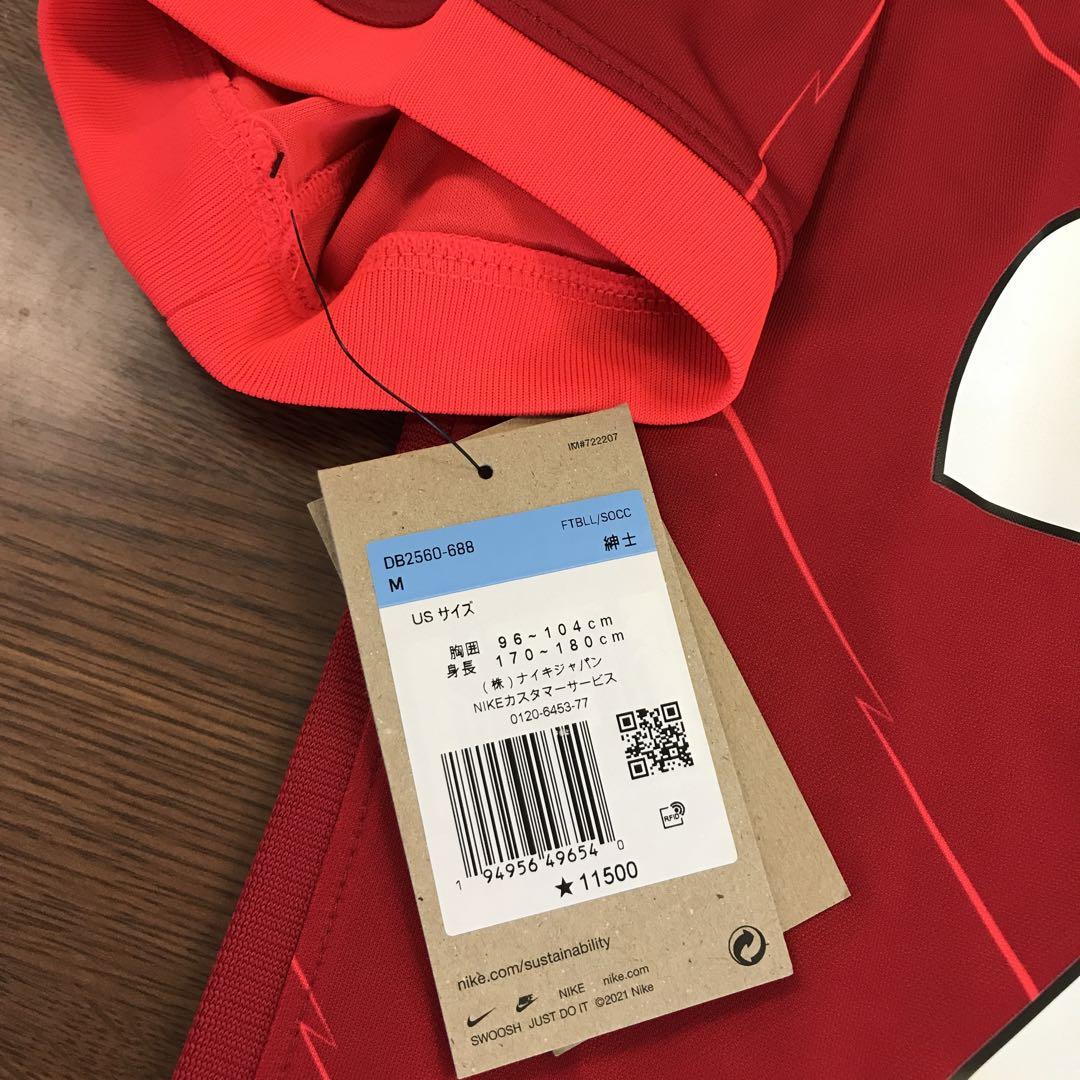 IM#722207
FTBLL/SOCC
DB2560-688
紳士
M
US サイズ
胸囲 96~104cm
身長 170~180cm
(株)ナイキジャパン
NIKEカスタマーサービス
0120-6453-77
RFID
1 94956 49654 0
★11500
nike.com/sustainability
NIKE nike.com
SWOOSH JUST DO IT ©2021 Nike